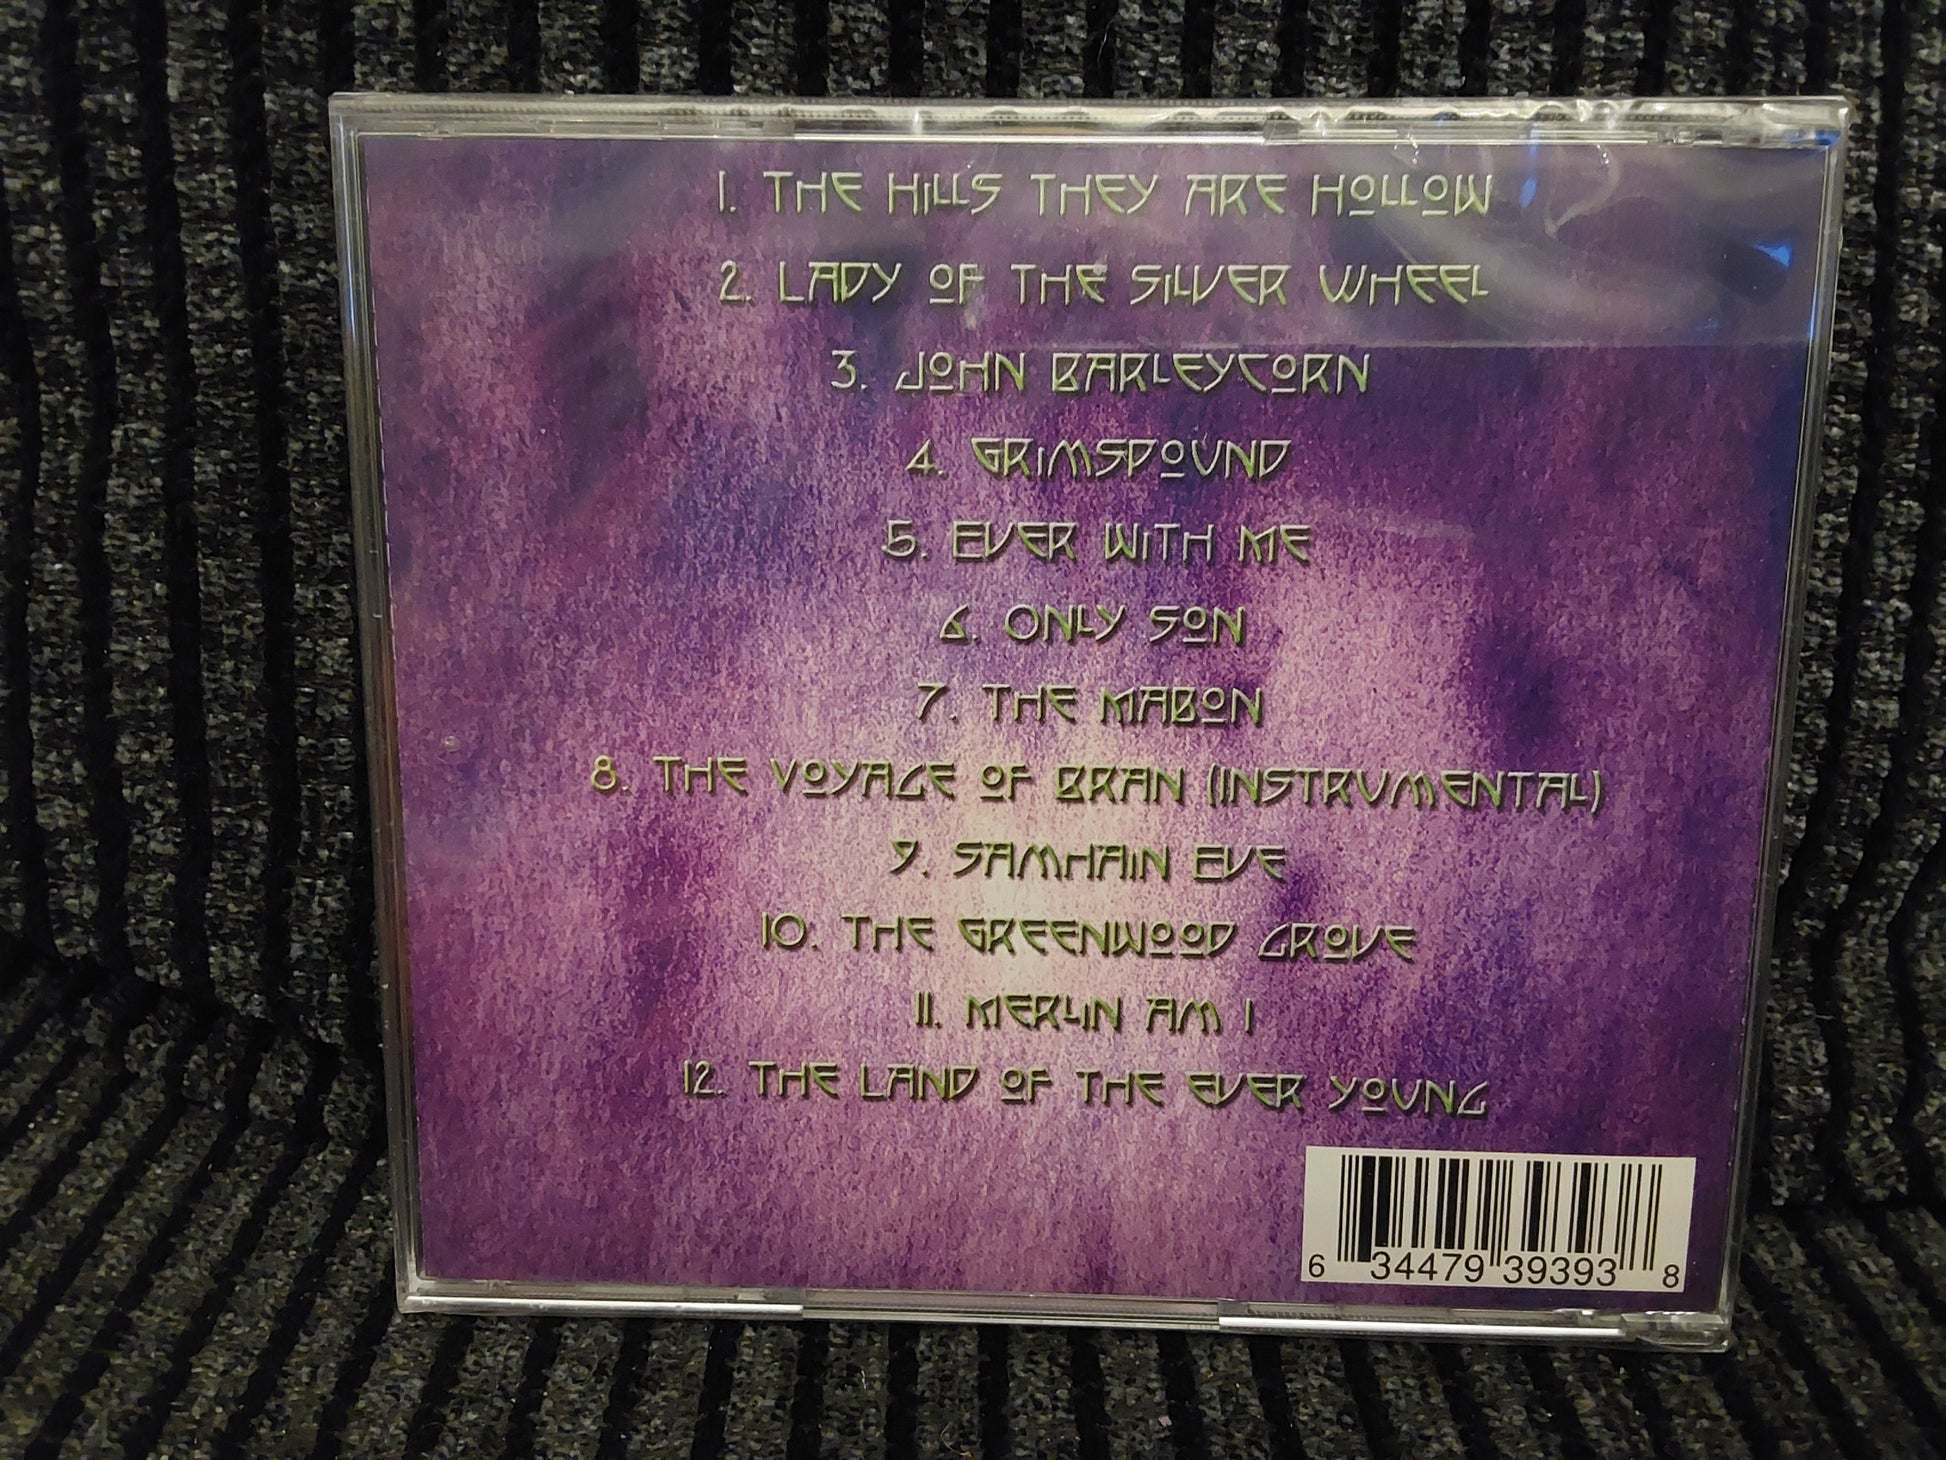 1. THE HILLS THEY ARE HOLLOW
2. LADY OF THE SILVER WHEEL
3. JOHN BARLEYCORN
4. GRIMSPOUND
5. EVER WITH ME
6. ONLY SON
7. THE MABON
8. THE VOYAGE OF BRAN (INSTRUMENTAL)
9. SAMHAIN EVE
10. THE GREENWOOD GROVE
11. MERLIN AM I
12. THE LAND OF THE EVER YOUNG
6 34479 39393 8